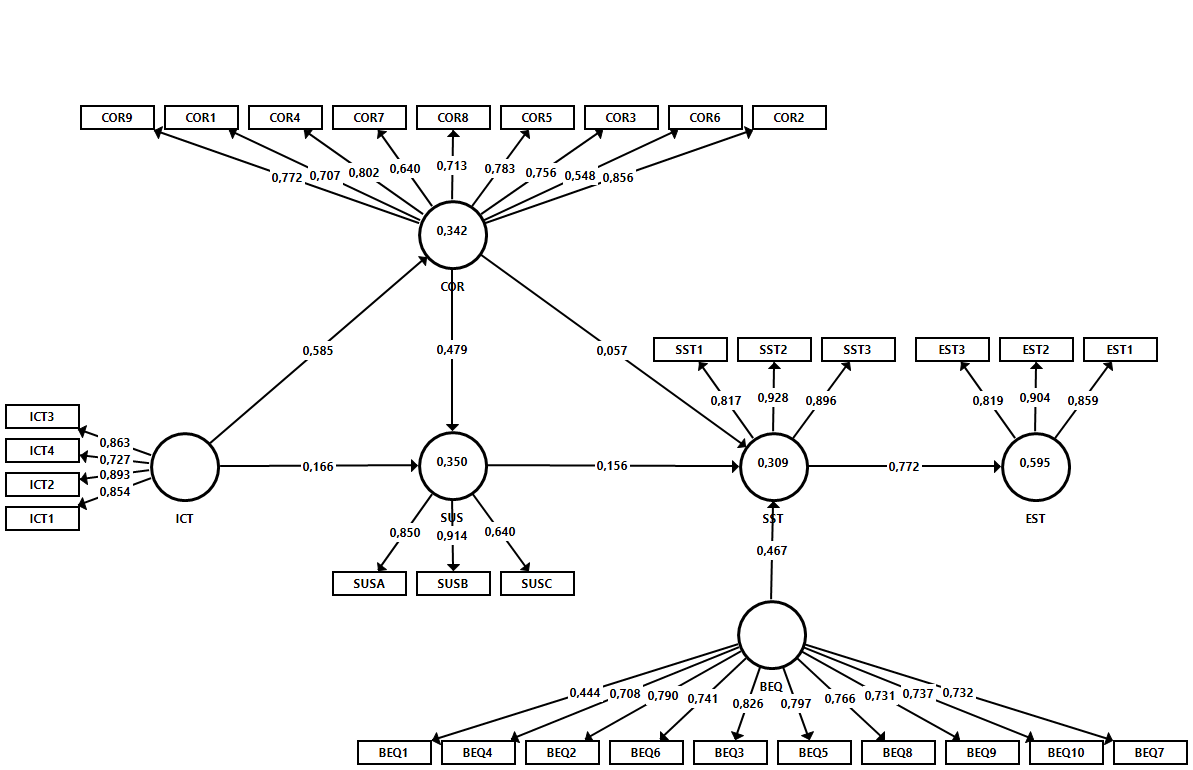 COR9 COR1 COR4 COR7 COR8 COR5 COR3 COR6 COR2
0,772 0,707 0,802 0,640 0,713 0,783 0,756 0,548 0,856
0,342
COR
0,585 0,479 0,057
SST1 SST2 SST3 EST3 EST2 EST1
0,817 0,928 0,896 0,819 0,904 0,859
ICT3
0,863
ICT4
0,727
ICT2
0,893
ICT1
0,854
ICT
0,166
0,350
SUS
0,156
0,309
SST
0,772
0,595
EST
0,850 0,914 0,640
SUSA SUSB SUSC
0,467
BEQ
0,444 0,708 0,790 0,741 0,826 0,797 0,766 0,731 0,737 0,732
BEQ1 BEQ4 BEQ2 BEQ6 BEQ3 BEQ5 BEQ8 BEQ9 BEQ10 BEQ7